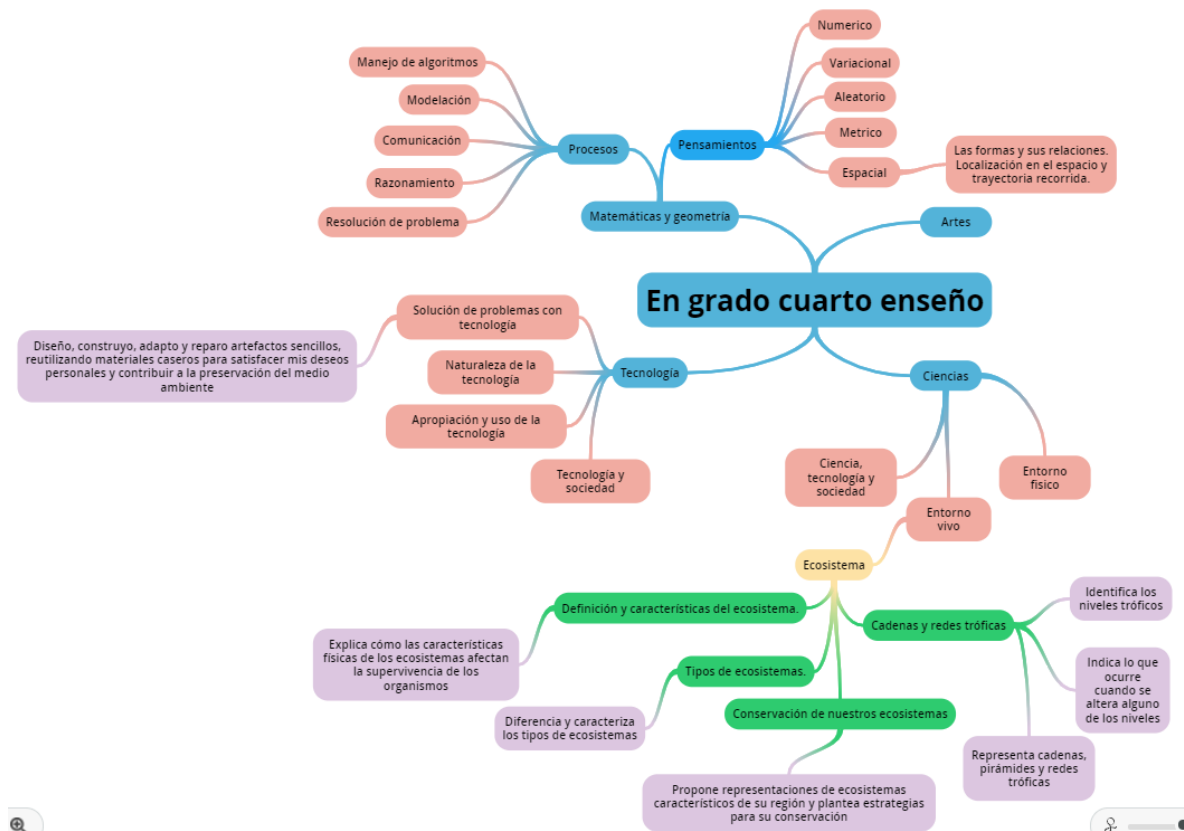 Manejo de algoritmos
Modelación
Comunicación
Razonamiento
Resolución de problema
Procesos
Pensamientos
Numerico
Variacional
Aleatorio
Metrico
Espacial
Las formas y sus relaciones.
Localización en el espacio y
trayectoria recorrida.
Matemáticas y geometría
Artes
En grado cuarto enseño
Solución de problemas con
tecnología
Diseño, construyo, adapto y reparo artefactos sencillos,
reutilizando materiales caseros para satisfacer mis deseos
personales y contribuir a la preservación del medio
ambiente
Naturaleza de la
tecnología
Tecnología
Apropiación y uso de la
tecnología
Tecnología y
sociedad
Ciencias
Ciencia,
tecnología y
sociedad
Entorno
fisico
Entorno
vivo
Ecosistema
Definición y características del ecosistema.
Explica cómo las características
físicas de los ecosistemas afectan
la supervivencia de los
organismos
Tipos de ecosistemas.
Diferencia y caracteriza
los tipos de ecosistemas
Conservación de nuestros ecosistemas
Propone representaciones de ecosistemas
característicos de su región y plantea estrategias
para su conservación
Cadenas y redes tróficas
Identifica los
niveles tróficos
Indica lo que
ocurre
cuando se
altera alguno
de los niveles
Representa cadenas,
pirámides y redes
tróficas